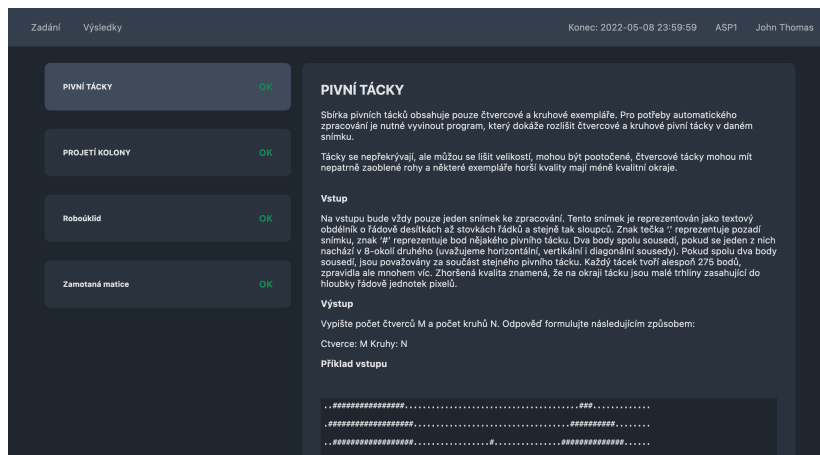 Zadání Výsledky Konec: 2022-05-08 23:59:59 ASP1 John Thomas
PIVNÍ TÁCKY OK
PROJETÍ KOLONY OK
Roboúklid OK
Zamotaná matice OK
PIVNÍ TÁCKY
Sbírka pivních tácků obsahuje pouze čtvercové a kruhové exempláře. Pro potřeby automatického
zpracování je nutné vyvinout program, který dokáže rozlišit čtvercové a kruhové pivní tácky v daném
snímku.
Tácky se nepřekrývají, ale můžou se lišit velikostí, mohou být pootočené, čtvercové tácky mohou mít
nepatrně zaoblené rohy a některé exempláře horší kvality mají méně kvalitní okraje.
Vstup
Na vstupu bude vždy pouze jeden snímek ke zpracování. Tento snímek je reprezentován jako textový
obdélník o řádově desítkách až stovkách řádků a stejně tak sloupců. Znak tečka '.' reprezentuje pozadí
snímku, znak '#' reprezentuje bod nějakého pivního tácku. Dva body spolu sousedí, pokud se jeden z nich
nachází v 8-okolí druhého (uvažujeme horizontální, vertikální i diagonální sousedy). Pokud spolu dva body
sousedí, jsou považovány za součást stejného pivního tácku. Každý tácek tvoří alespoň 275 bodů,
zpravidla ale mnohem víc. Zhoršená kvalita znamená, že na okraji tácku jsou malé trhliny zasahující do
hloubky řádově jednotek pixelů.
Výstup
Vypište počet čtverců M a počet kruhů N. Odpověď formulujte následujícím způsobem:
Ctverce: M Kruhy: N
Příklad vstupu
..################.......................................###.............
.###################...................................##########........
..##################.................#...............##############......